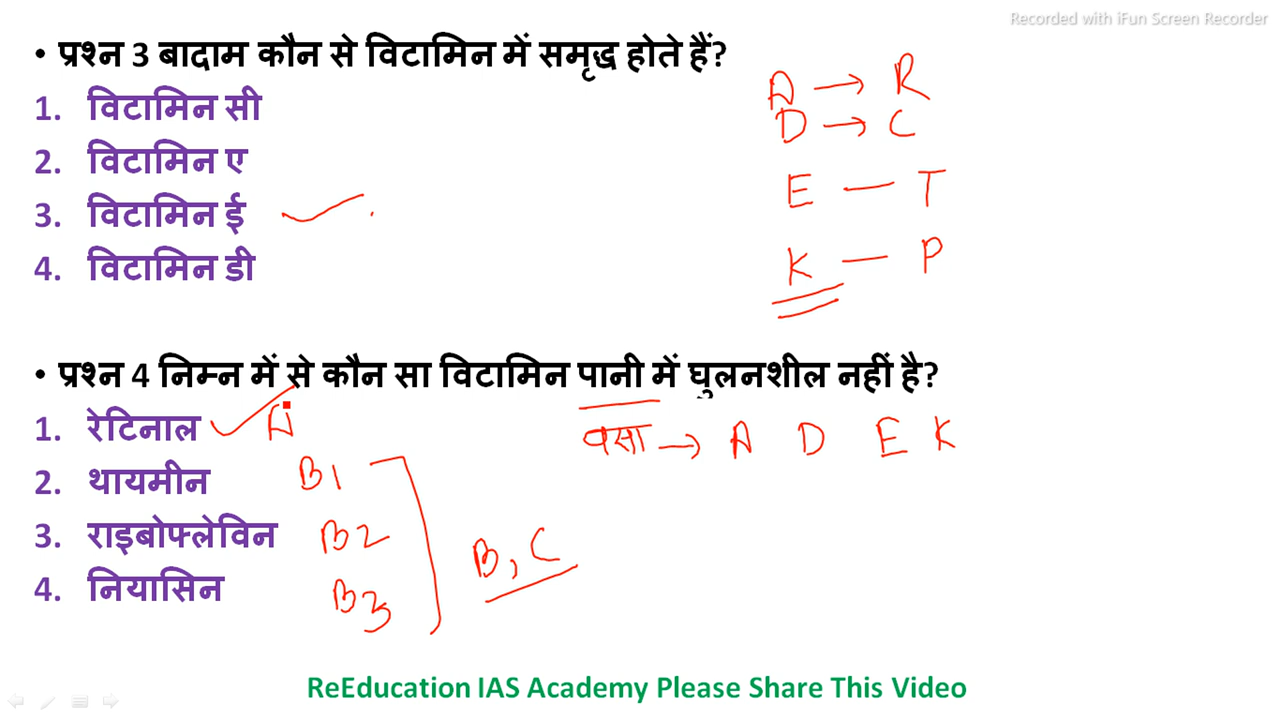 Recorded with iFun Screen Recorder
• प्रश्न 3 बादाम कौन से विटामिन में समृद्ध होते हैं?
1. विटामिन सी
2. विटामिन ए
3. विटामिन ई
4. विटामिन डी
A → R
D → C
E — T
K — P
• प्रश्न 4 निम्न में से कौन सा विटामिन पानी में घुलनशील नहीं है?
1. रेटिनाल A
2. थायमीन B1
3. राइबोफ्लेविन B2
4. नियासिन B3
B, C
वसा → A D E K
ReEducation IAS Academy Please Share This Video